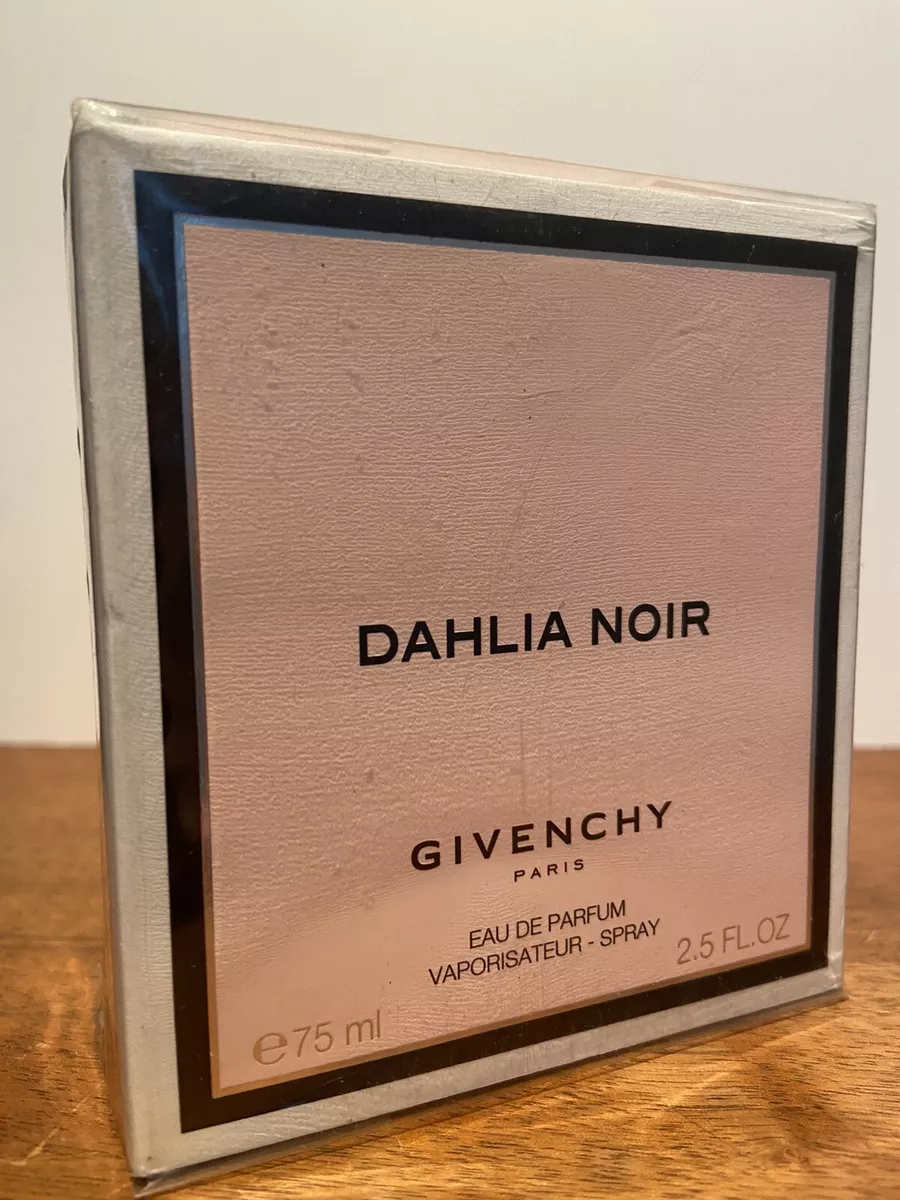 DAHLIA NOIR
GIVENCHY
PARIS
EAU DE PARFUM
VAPORISATEUR - SPRAY
℮75 ml
2.5 FL.OZ